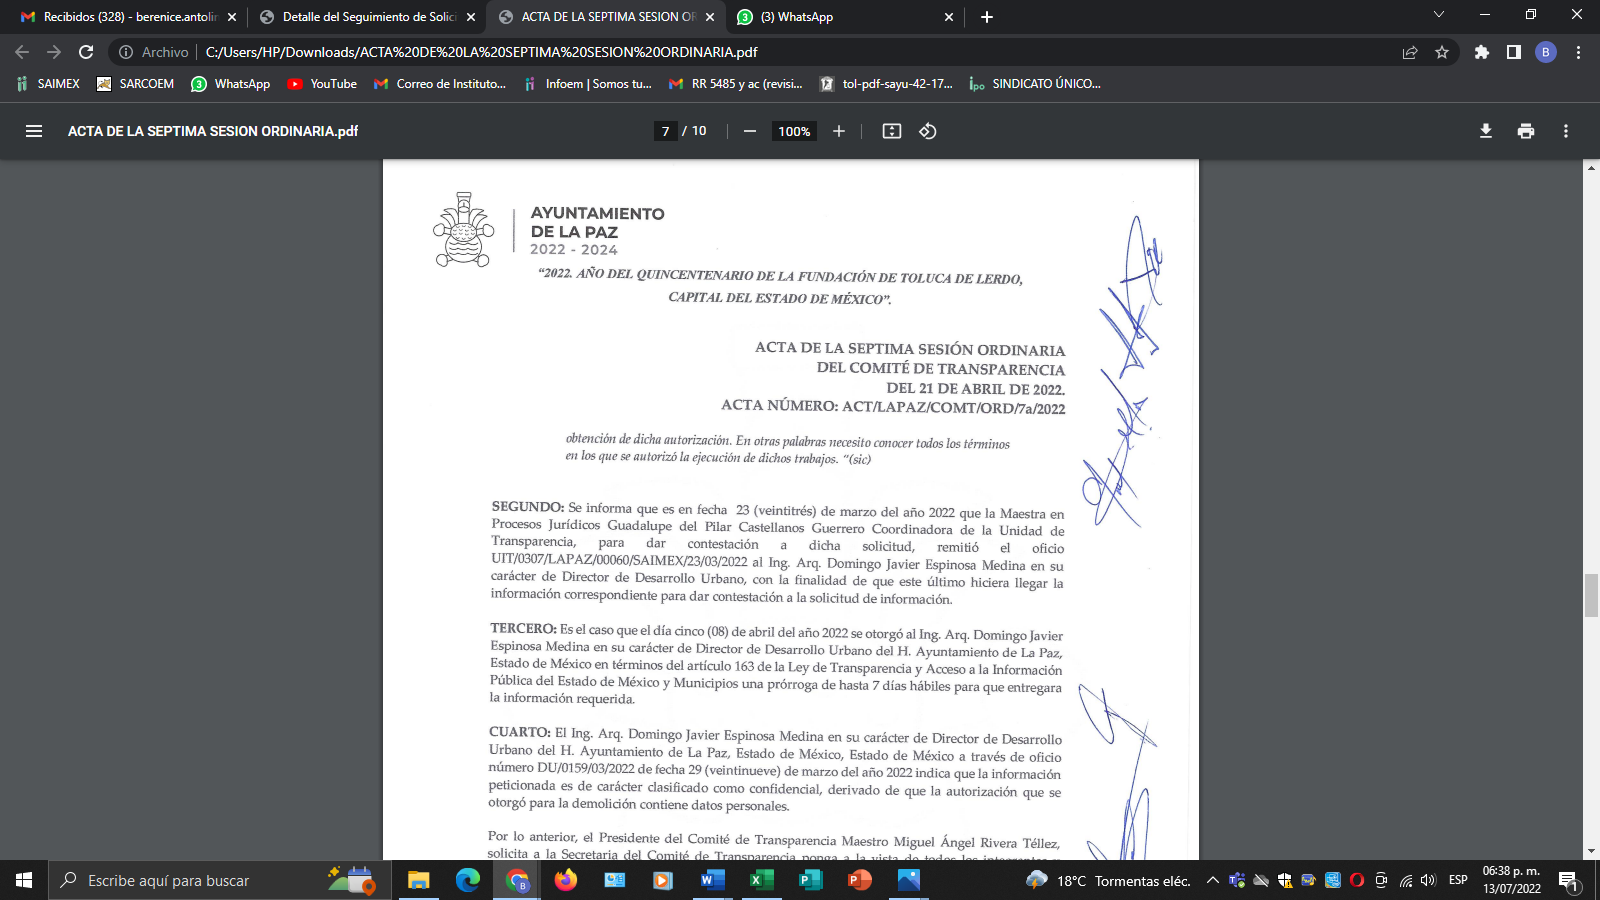 Recibidos (328) - berenice.antolin
Detalle del Seguimiento de Solici
ACTA DE LA SEPTIMA SESION OR
(3) WhatsApp
Archivo
C:/Users/HP/Downloads/ACTA%20DE%20LA%20SEPTIMA%20SESION%20ORDINARIA.pdf
B
SAIMEX
SARCOEM
WhatsApp
YouTube
Correo de Instituto...
Infoem | Somos tu...
RR 5485 y ac (revisi...
tol-pdf-sayu-42-17...
SINDICATO ÚNICO...
ACTA DE LA SEPTIMA SESION ORDINARIA.pdf
7 / 10
100%
AYUNTAMIENTO
DE LA PAZ
2022 - 2024
"2022. AÑO DEL QUINCENTENARIO DE LA FUNDACIÓN DE TOLUCA DE LERDO,
CAPITAL DEL ESTADO DE MÉXICO".
ACTA DE LA SEPTIMA SESIÓN ORDINARIA
DEL COMITÉ DE TRANSPARENCIA
DEL 21 DE ABRIL DE 2022.
ACTA NÚMERO: ACT/LAPAZ/COMT/ORD/7a/2022
obtención de dicha autorización. En otras palabras necesito conocer todos los términos
en los que se autorizó la ejecución de dichos trabajos. "(sic)
SEGUNDO: Se informa que es en fecha 23 (veintitrés) de marzo del año 2022 que la Maestra en
Procesos Jurídicos Guadalupe del Pilar Castellanos Guerrero Coordinadora de la Unidad de
Transparencia, para dar contestación a dicha solicitud, remitió el oficio
UIT/0307/LAPAZ/00060/SAIMEX/23/03/2022 al Ing. Arq. Domingo Javier Espinosa Medina en su
carácter de Director de Desarrollo Urbano, con la finalidad de que este último hiciera llegar la
información correspondiente para dar contestación a la solicitud de información.
TERCERO: Es el caso que el día cinco (08) de abril del año 2022 se otorgó al Ing. Arq. Domingo Javier
Espinosa Medina en su carácter de Director de Desarrollo Urbano del H. Ayuntamiento de La Paz,
Estado de México en términos del artículo 163 de la Ley de Transparencia y Acceso a la Información
Pública del Estado de México y Municipios una prórroga de hasta 7 días hábiles para que entregara
la información requerida.
CUARTO: El Ing. Arq. Domingo Javier Espinosa Medina en su carácter de Director de Desarrollo
Urbano del H. Ayuntamiento de La Paz, Estado de México, Estado de México a través de oficio
número DU/0159/03/2022 de fecha 29 (veintinueve) de marzo del año 2022 indica que la información
peticionada es de carácter clasificado como confidencial, derivado de que la autorización que se
otorgó para la demolición contiene datos personales.
Por lo anterior, el Presidente del Comité de Transparencia Maestro Miguel Ángel Rivera Téllez,
solicita a la Secretaria del Comité de Transparencia ponga a la vista de todos los integrantes
Escribe aquí para buscar
18°C Tormentas eléc.
ESP
06:38 p. m.
13/07/2022
1